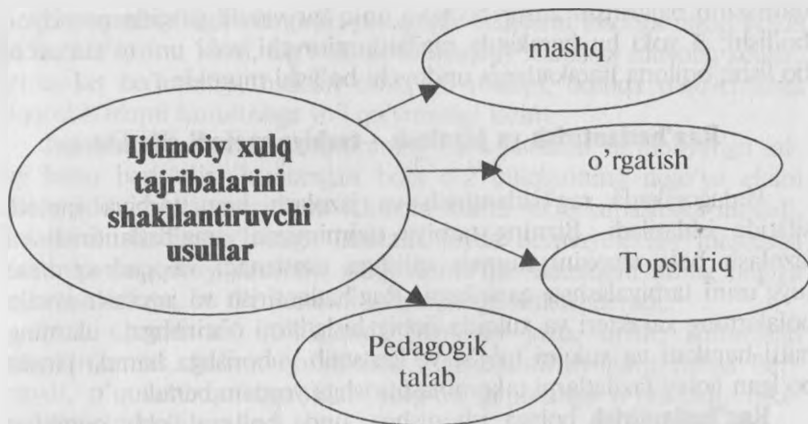 mashq
Ijtimoiy xulq
tajribalarini
shakllantiruvchi
usullar
o’rgatish
Topshiriq
Pedagogik
talab